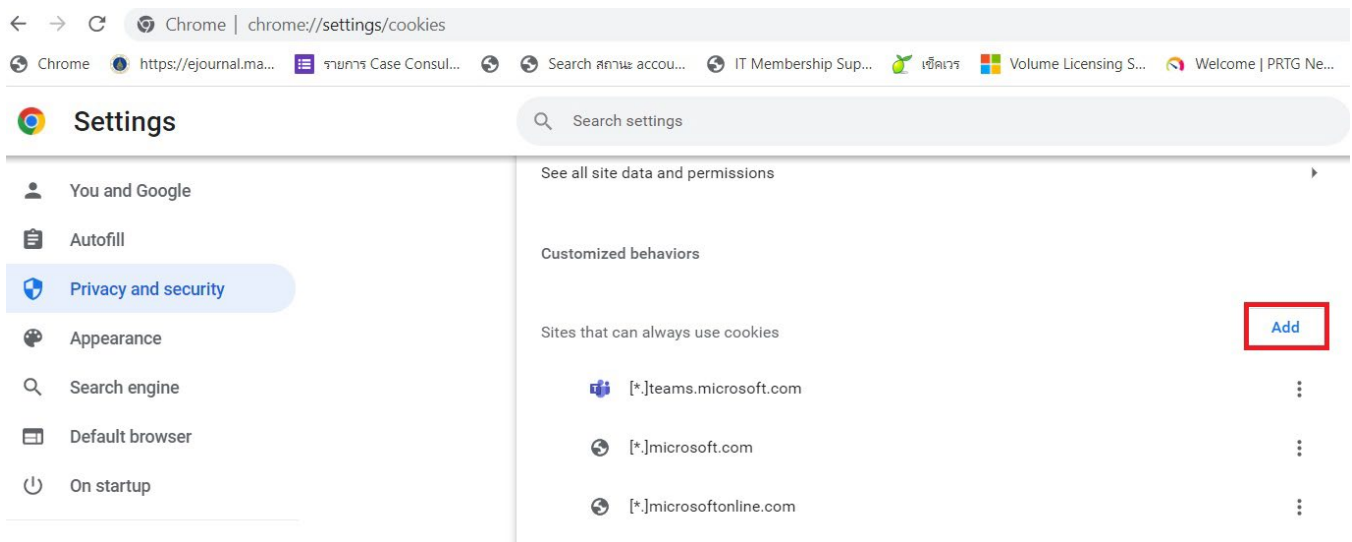 Chrome | chrome://settings/cookies
Chrome https://ejournal.ma... รายการ Case Consul... Search สถานะ accou... IT Membership Sup... เช็คเวร Volume Licensing S... Welcome | PRTG Ne...
Settings
Search settings
See all site data and permissions
You and Google
Autofill
Customized behaviors
Privacy and security
Appearance
Sites that can always use cookies
Add
Search engine
[*.]teams.microsoft.com
Default browser
[*.]microsoft.com
On startup
[*.]microsoftonline.com